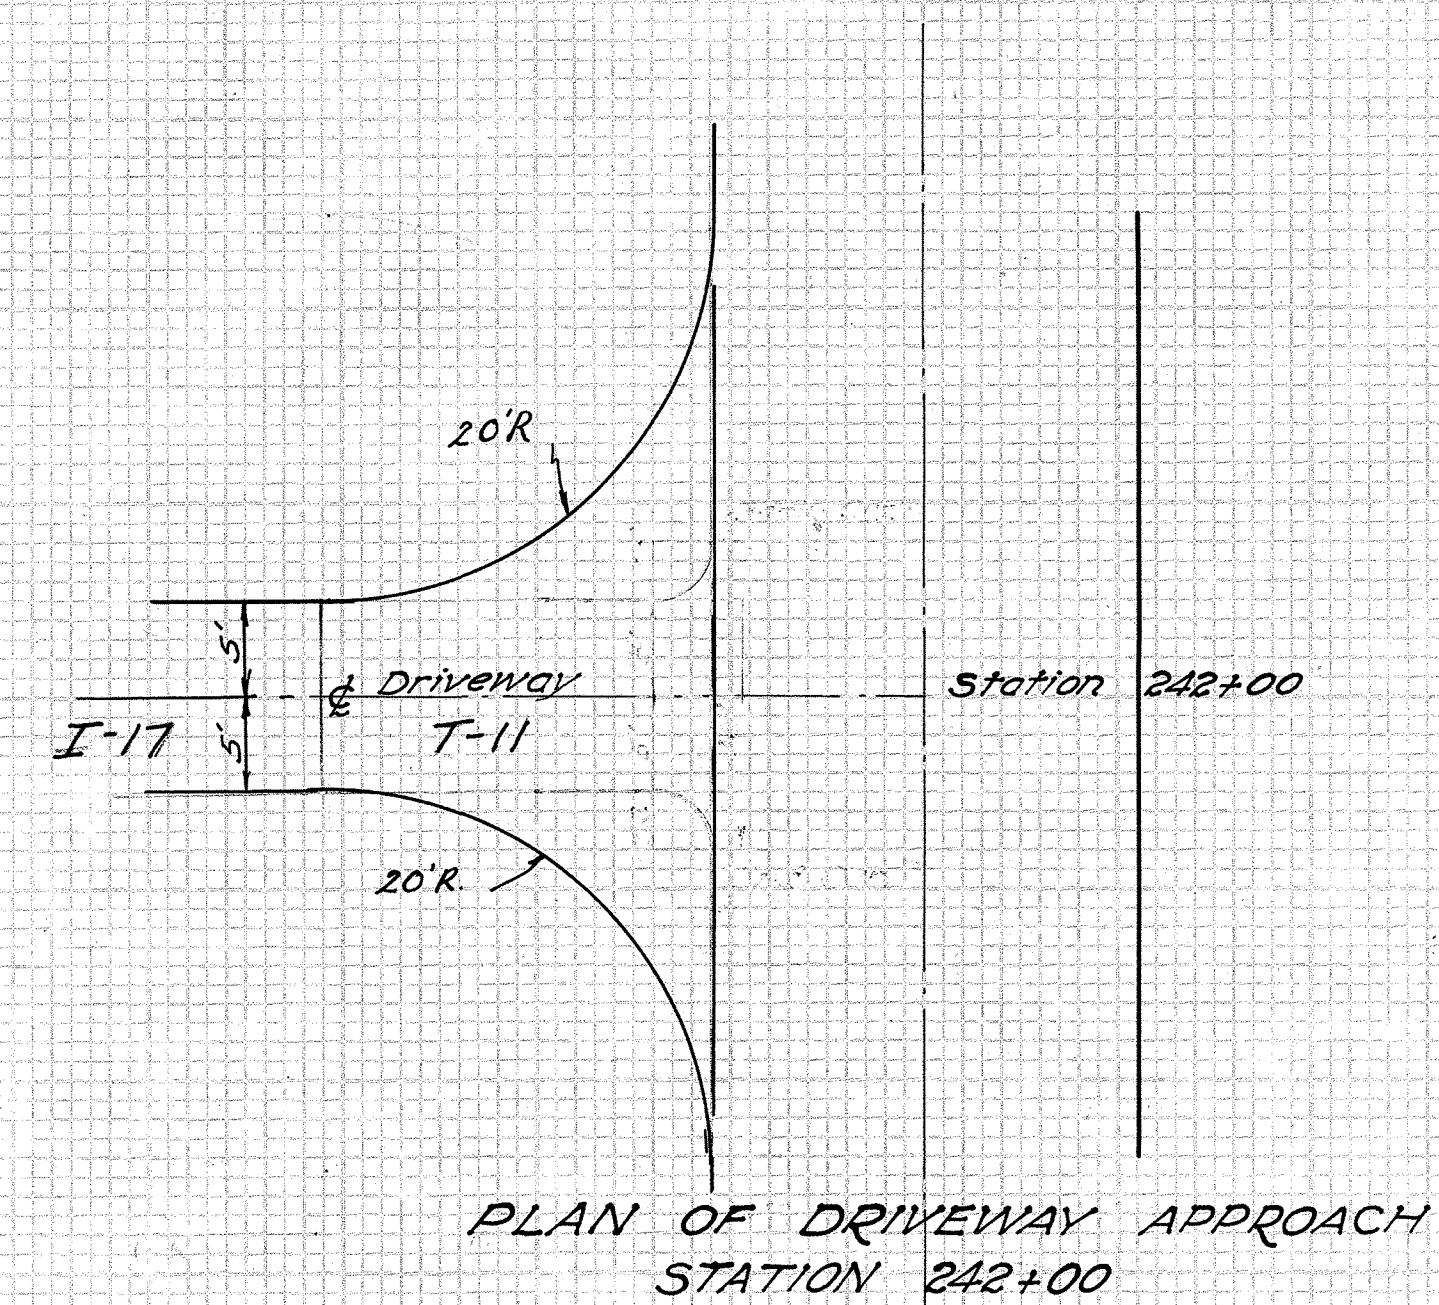 20'R
5'
℄ Driveway
Station 242+00
I-17
5'
T-11
20'R.
PLAN OF DRIVEWAY APPROACH
STATION 242+00